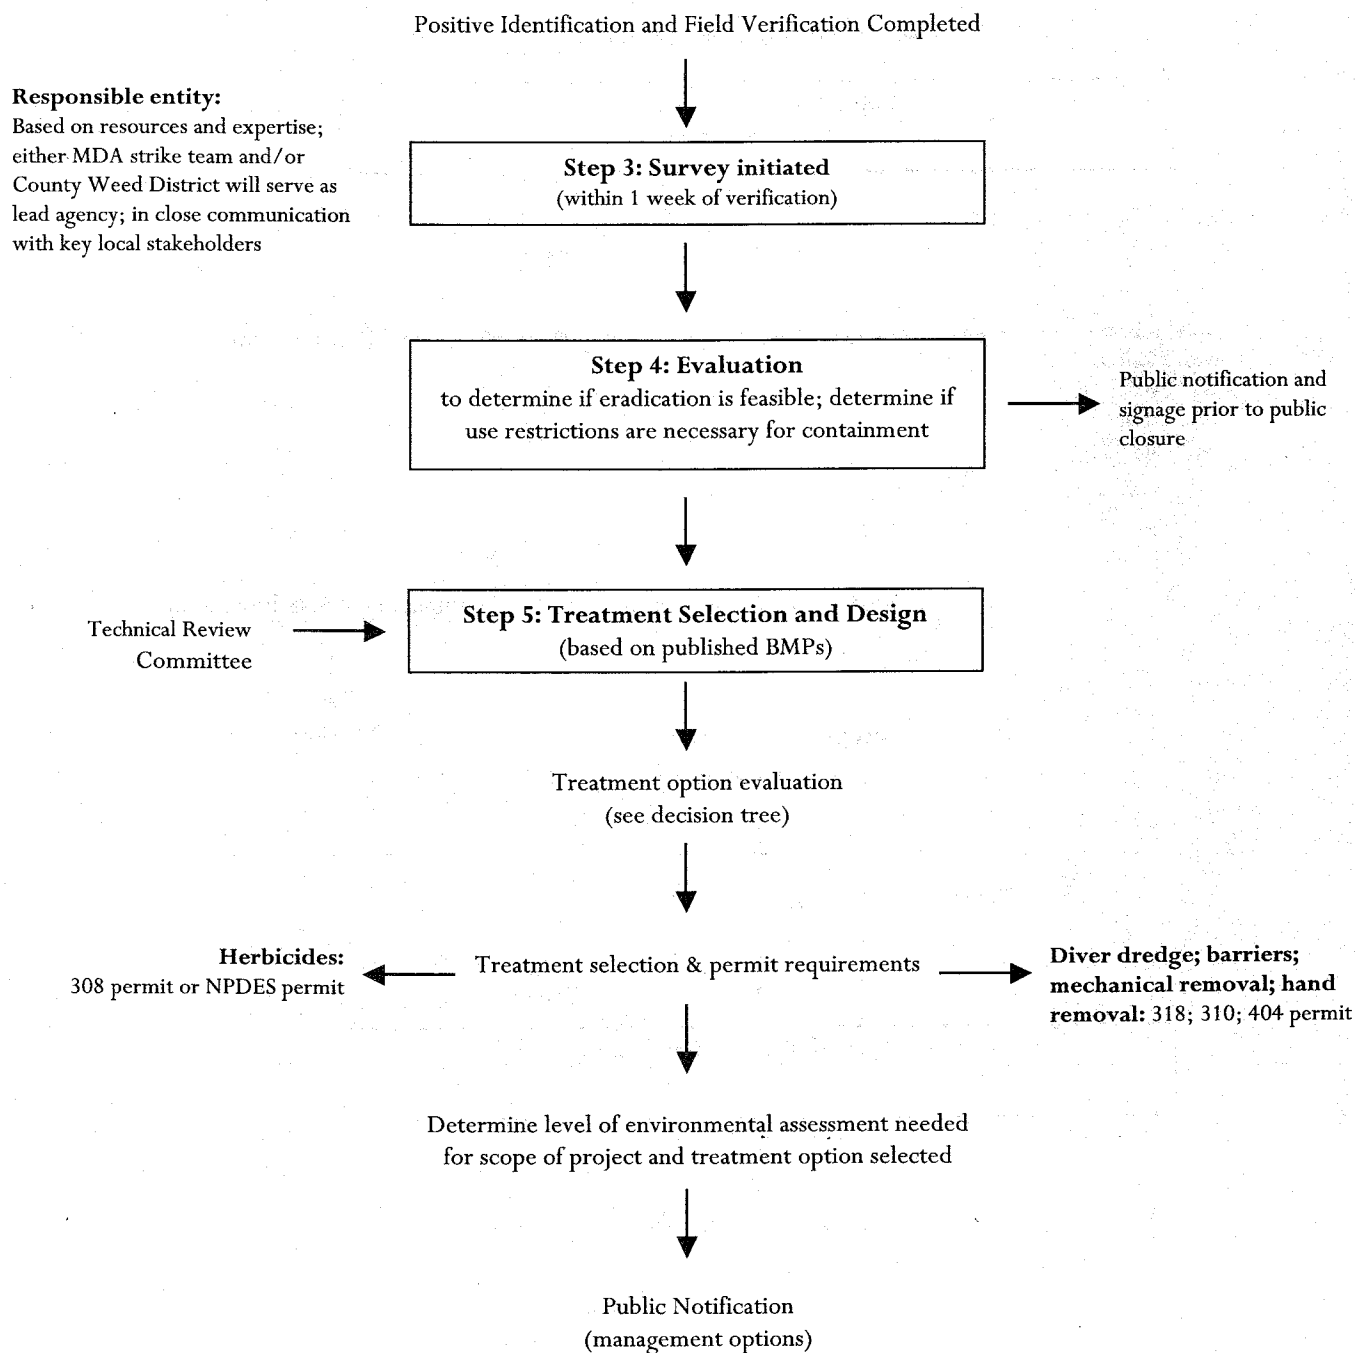 Positive Identification and Field Verification Completed
Responsible entity:
Based on resources and expertise;
either MDA strike team and/or
County Weed District will serve as
lead agency; in close communication
with key local stakeholders
Step 3: Survey initiated
(within 1 week of verification)
Step 4: Evaluation
to determine if eradication is feasible; determine if
use restrictions are necessary for containment
Public notification and
signage prior to public
closure
Technical Review
Committee
Step 5: Treatment Selection and Design
(based on published BMPs)
Treatment option evaluation
(see decision tree)
Herbicides:
308 permit or NPDES permit
Treatment selection & permit requirements
Diver dredge; barriers;
mechanical removal; hand
removal: 318; 310; 404 permit
Determine level of environmental assessment needed
for scope of project and treatment option selected
Public Notification
(management options)